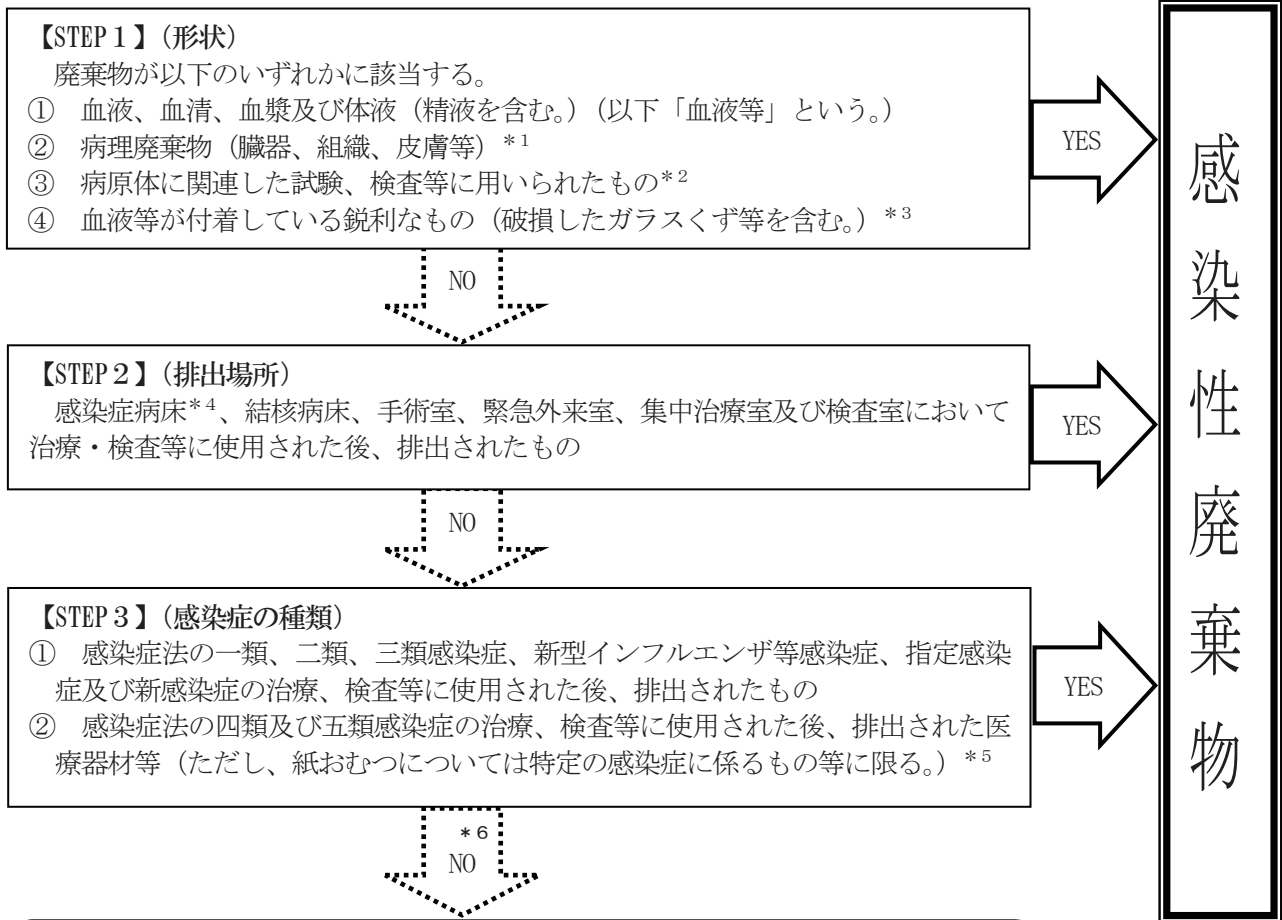 【STEP１】（形状）
廃棄物が以下のいずれかに該当する。
① 血液、血清、血漿及び体液（精液を含む。）（以下「血液等」という。）
② 病理廃棄物（臓器、組織、皮膚等）*1
③ 病原体に関連した試験、検査等に用いられたもの*2
④ 血液等が付着している鋭利なもの（破損したガラスくず等を含む。）*3
YES
NO
【STEP２】（排出場所）
感染症病床*4、結核病床、手術室、緊急外来室、集中治療室及び検査室において
治療・検査等に使用された後、排出されたもの
YES
NO
【STEP３】（感染症の種類）
① 感染症法の一類、二類、三類感染症、新型インフルエンザ等感染症、指定感染
症及び新感染症の治療、検査等に使用された後、排出されたもの
② 感染症法の四類及び五類感染症の治療、検査等に使用された後、排出された医
療器材等（ただし、紙おむつについては特定の感染症に係るもの等に限る。）*5
YES
*6
NO
感染性廃棄物